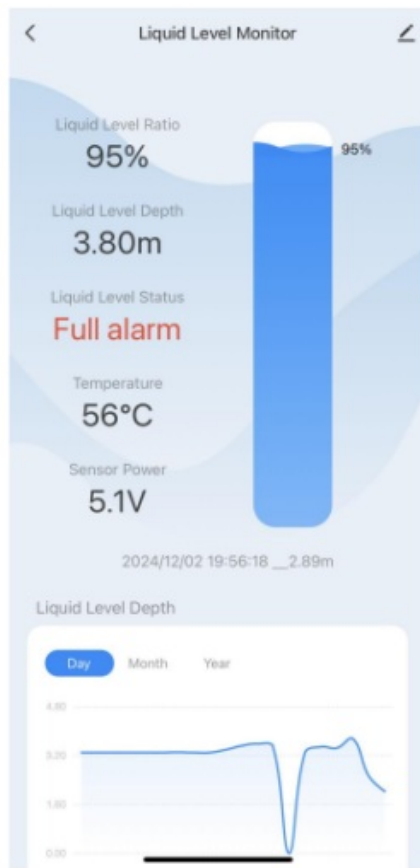 Liquid Level Monitor
Liquid Level Ratio
95%
95%
Liquid Level Depth
3.80m
Liquid Level Status
Full alarm
Temperature
56°C
Sensor Power
5.1V
2024/12/02 19:56:18 __2.89m
Liquid Level Depth
Day Month Year
4.80
3.20
1.60
0.00